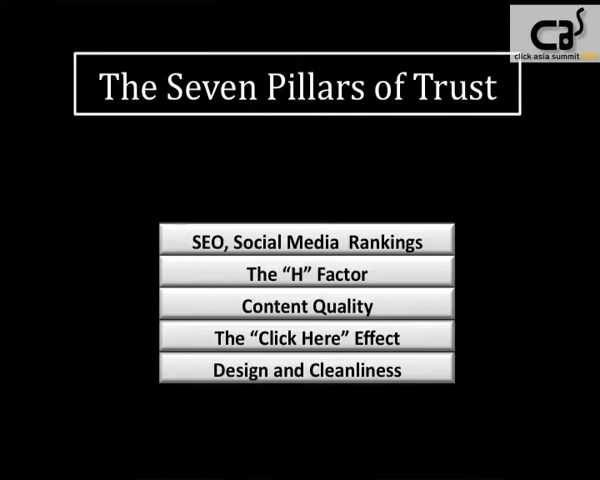 cas
click asia summit
The Seven Pillars of Trust
SEO, Social Media Rankings
The “H” Factor
Content Quality
The “Click Here” Effect
Design and Cleanliness